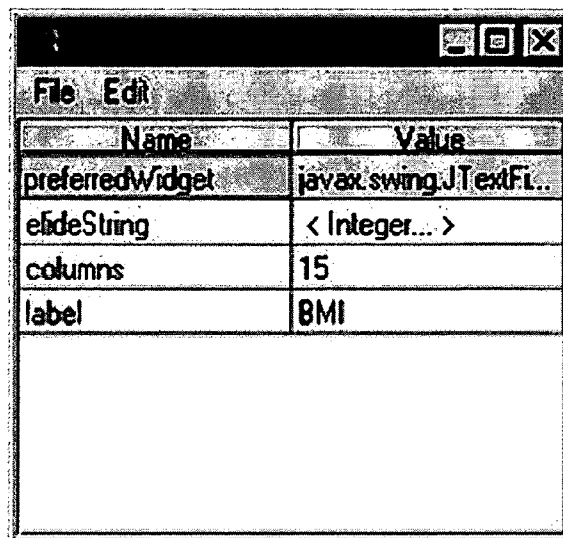 File Edit
Name Value
preferredWidget javax.swing.JTextFi...
elideString < Integer... >
columns 15
label BMI